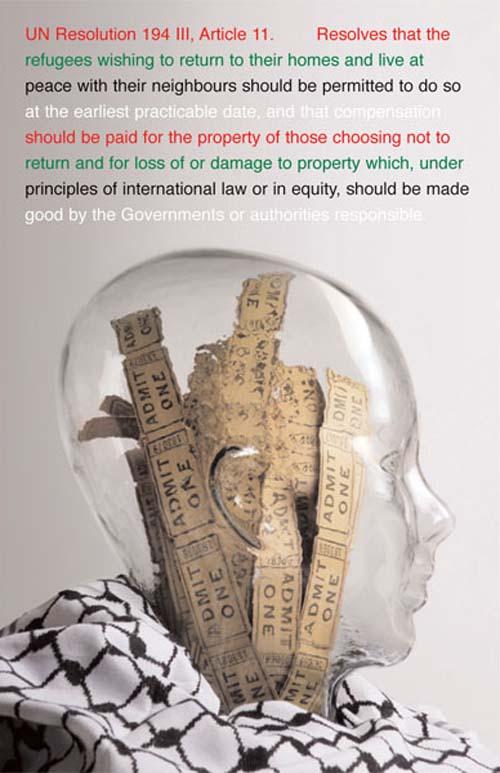 UN Resolution 194 III, Article 11. Resolves that the
refugees wishing to return to their homes and live at
peace with their neighbours should be permitted to do so
at the earliest practicable date, and that compensation
should be paid for the property of those choosing not to
return and for loss of or damage to property which, under
principles of international law or in equity, should be made
good by the Governments or authorities responsible.
ADMIT
ONE
ADMIT
ONE
ADMIT
ONE
ADMIT
ONE
ADMIT
ONE
ADMIT
ONE